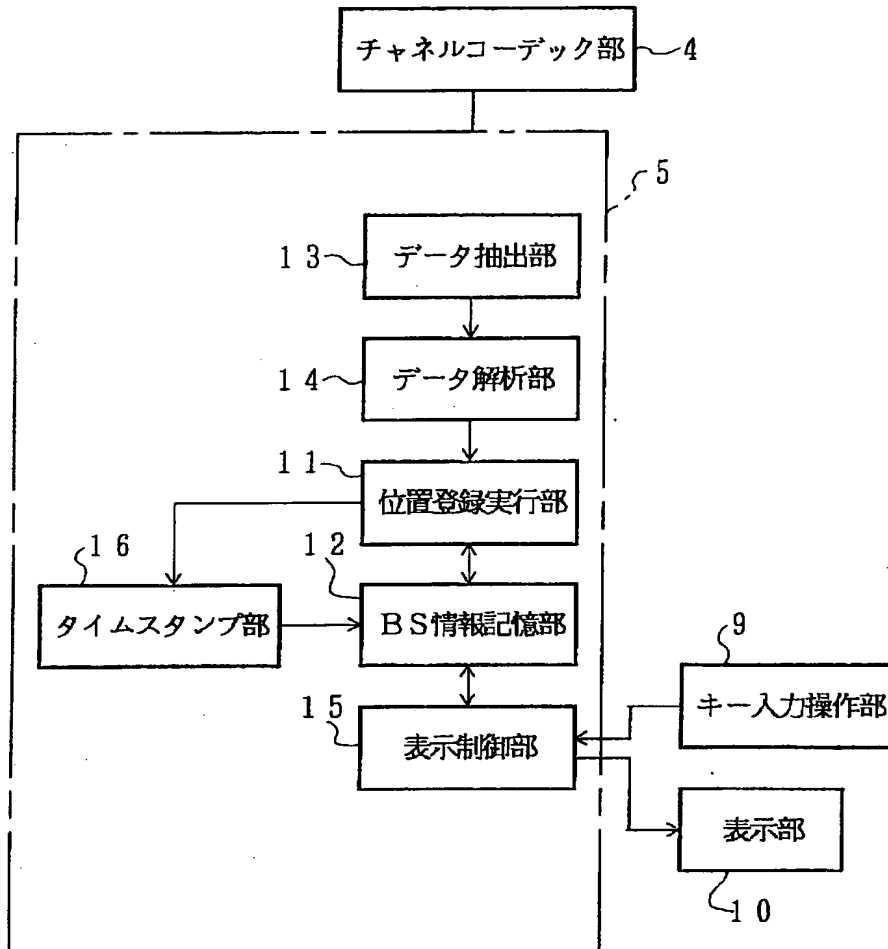 チャネルコーデック部
4
5
13
データ抽出部
14
データ解析部
11
位置登録実行部
16
12
タイムスタンプ部
BS情報記憶部
9
15
キー入力操作部
表示制御部
表示部
10